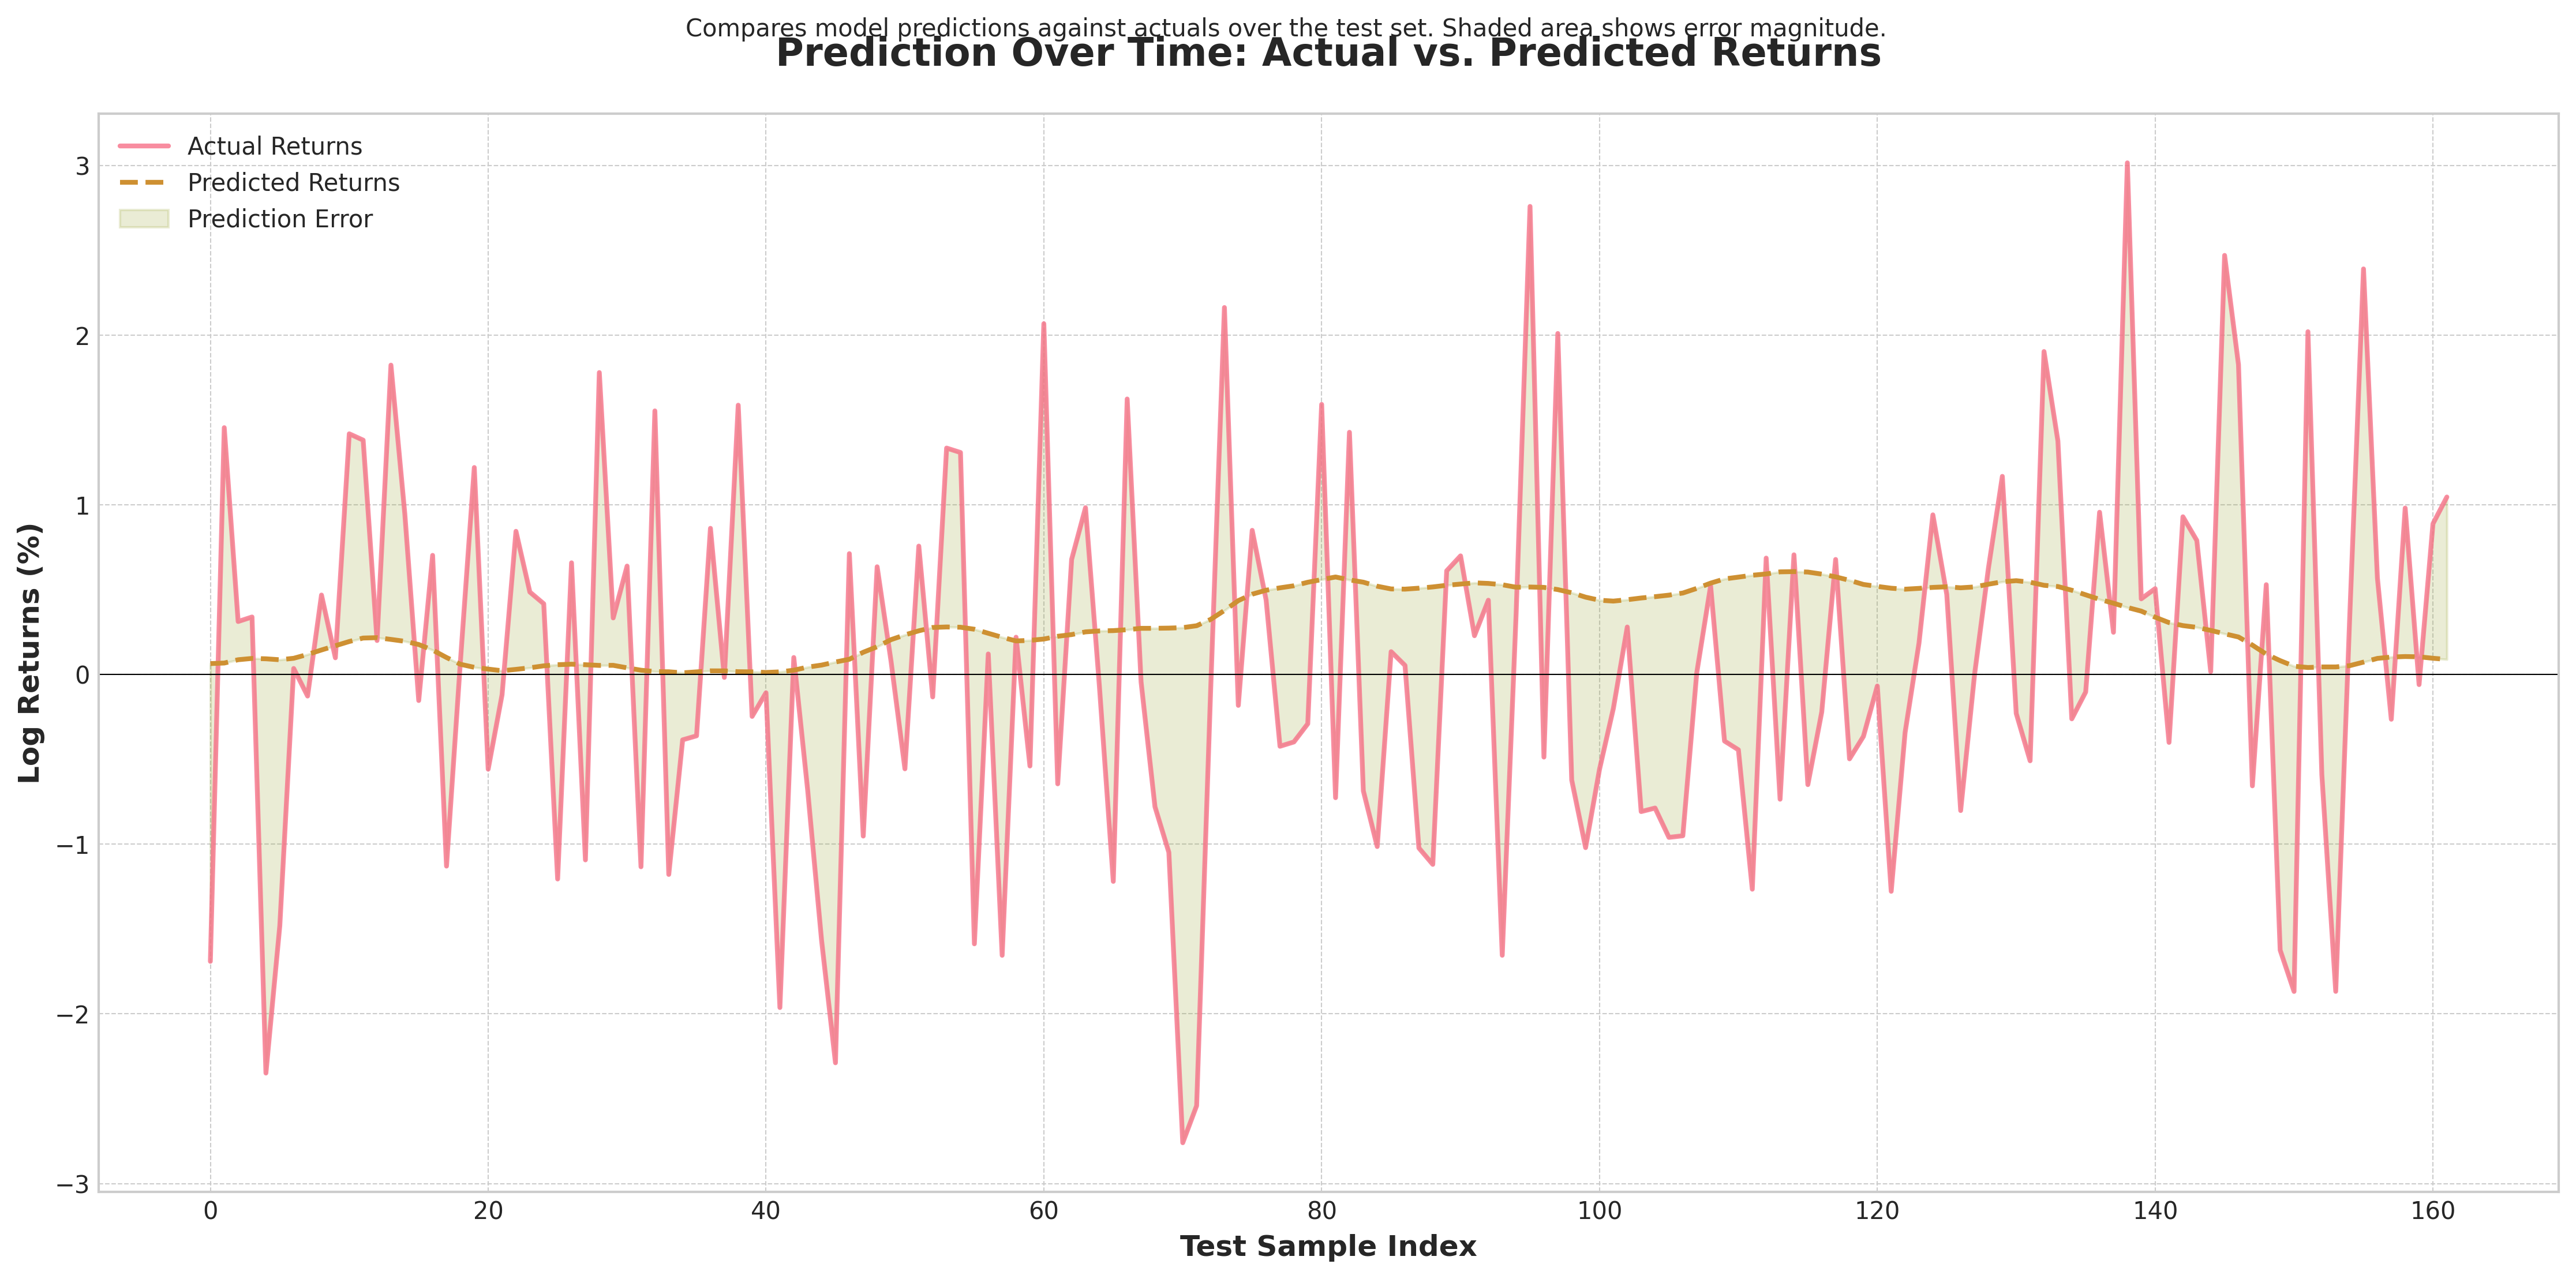 Compares model predictions against actuals over the test set. Shaded area shows error magnitude.
Prediction Over Time: Actual vs. Predicted Returns
Actual Returns
Predicted Returns
Prediction Error
Log Returns (%)
3
2
1
0
−1
−2
−3
0 20 40 60 80 100 120 140 160
Test Sample Index